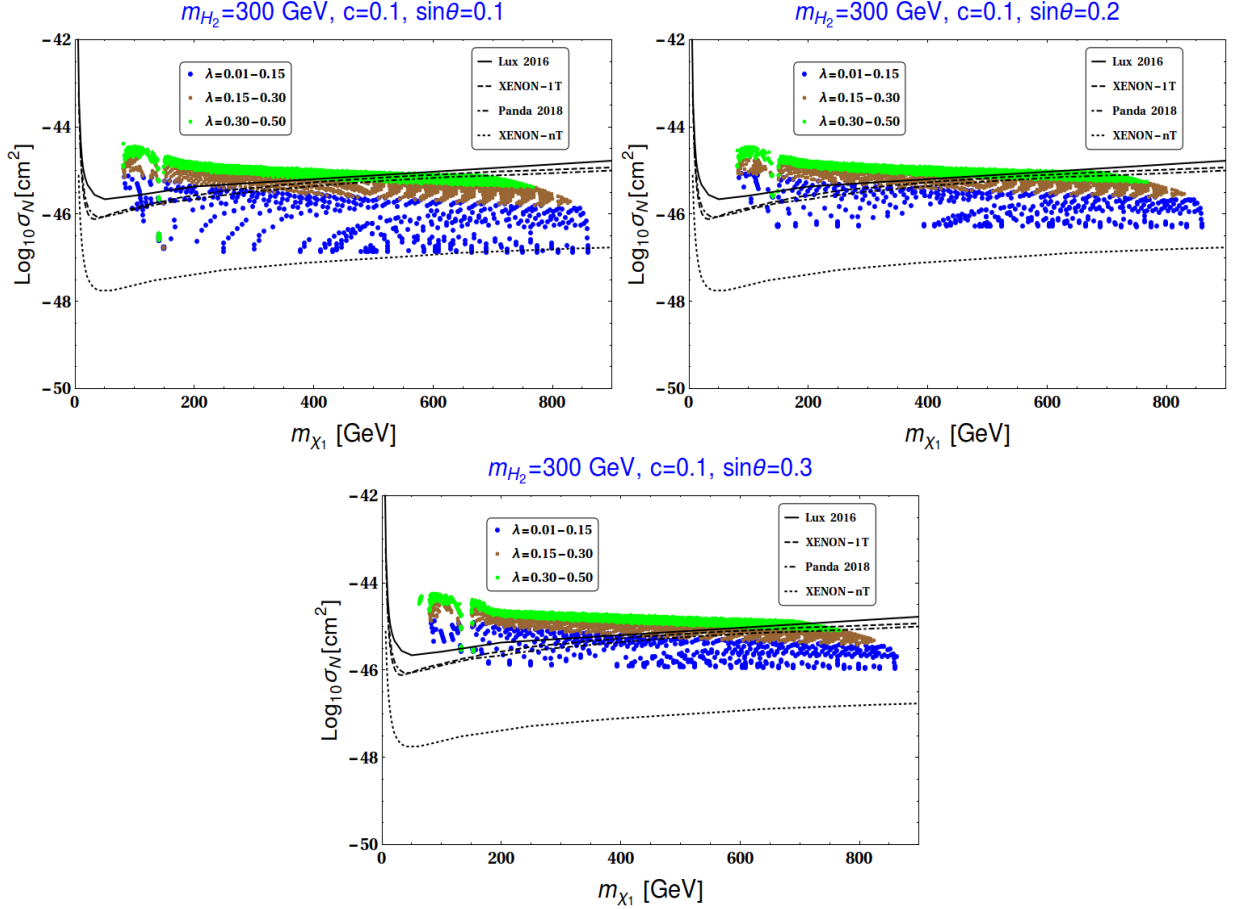 m_{H_2}=300 GeV, c=0.1, sinθ=0.1
−42
−44
−46
−48
−50
Log₁₀σ_N[cm²]
λ=0.01−0.15
λ=0.15−0.30
λ=0.30−0.50
Lux 2016
XENON−1T
Panda 2018
XENON−nT
0 200 400 600 800
m_{χ_1} [GeV]
m_{H_2}=300 GeV, c=0.1, sinθ=0.2
−42
−44
−46
−48
−50
Log₁₀σ_N[cm²]
λ=0.01−0.15
λ=0.15−0.30
λ=0.30−0.50
Lux 2016
XENON−1T
Panda 2018
XENON−nT
0 200 400 600 800
m_{χ_1} [GeV]
m_{H_2}=300 GeV, c=0.1, sinθ=0.3
−42
−44
−46
−48
−50
Log₁₀σ_N[cm²]
λ=0.01−0.15
λ=0.15−0.30
λ=0.30−0.50
Lux 2016
XENON−1T
Panda 2018
XENON−nT
0 200 400 600 800
m_{χ_1} [GeV]